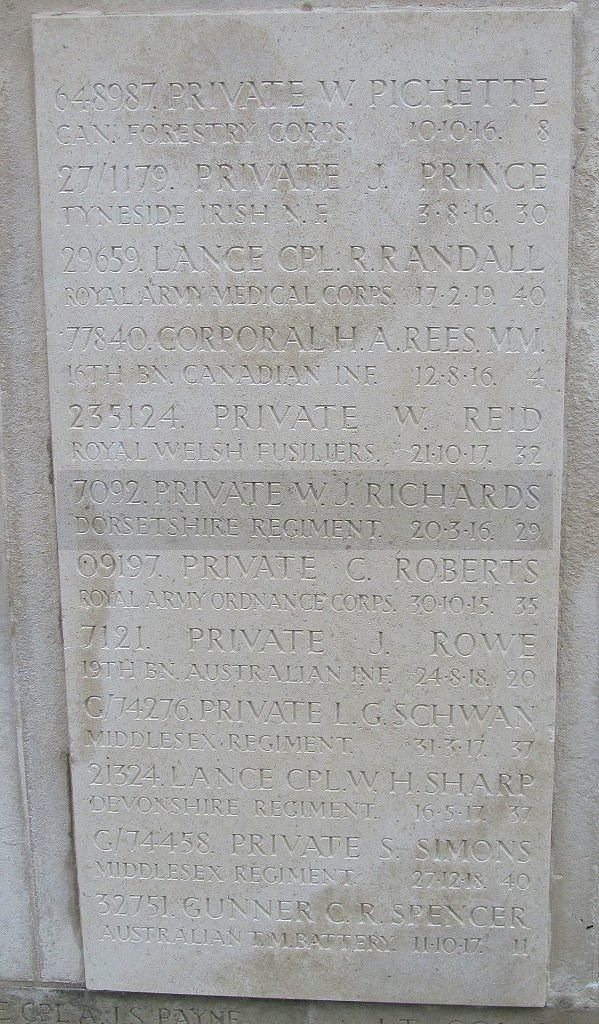 648987. PRIVATE W. PICHETTE
CAN. FORESTRY CORPS. 10·10·16. 8
27/1179. PRIVATE J. PRINCE
TYNESIDE IRISH N.F. 3·8·16. 30
29659. LANCE CPL. R. RANDALL
ROYAL ARMY MEDICAL CORPS. 17·2·19. 40
77840. CORPORAL H. A. REES. MM.
16TH BN. CANADIAN INF. 12·8·16. 4
235124. PRIVATE W. REID
ROYAL WELSH FUSILIERS. 21·10·17. 32
7092. PRIVATE W. J. RICHARDS
DORSETSHIRE REGIMENT. 20·3·16. 29
09197. PRIVATE C. ROBERTS
ROYAL ARMY ORDNANCE CORPS. 30·10·15. 35
7121. PRIVATE J. ROWE
19TH BN. AUSTRALIAN INF. 24·8·18. 20
G/74276. PRIVATE L. G. SCHWAN
MIDDLESEX REGIMENT. 31·3·17. 37
21324. LANCE CPL. W. H. SHARP
DEVONSHIRE REGIMENT. 16·5·17. 37
G/74458. PRIVATE S. SIMONS
MIDDLESEX REGIMENT. 27·12·18. 40
32751. GUNNER C. R. SPENCER
AUSTRALIAN T. M. BATTERY. 11·10·17. 11
CPL A. J. S. PAYNE